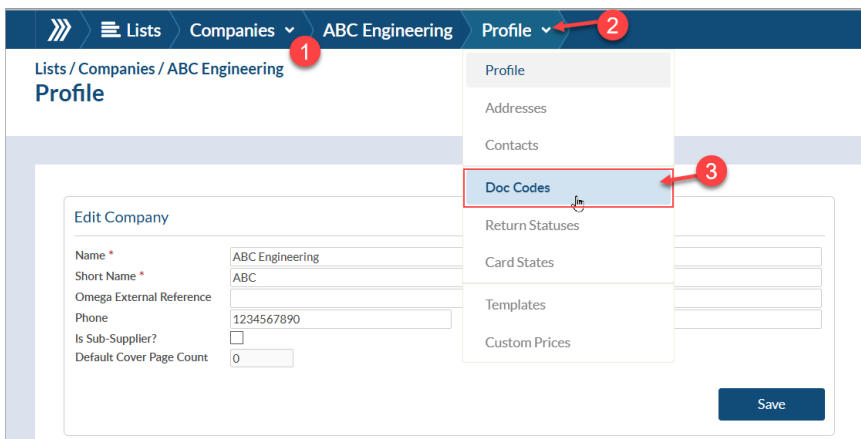 Lists Companies ABC Engineering Profile 2
1
Lists / Companies / ABC Engineering
Profile
Profile
Addresses
Contacts
Doc Codes 3
Return Statuses
Card States
Templates
Custom Prices
Edit Company
Name * ABC Engineering
Short Name * ABC
Omega External Reference
Phone 1234567890
Is Sub-Supplier?
Default Cover Page Count 0
Save